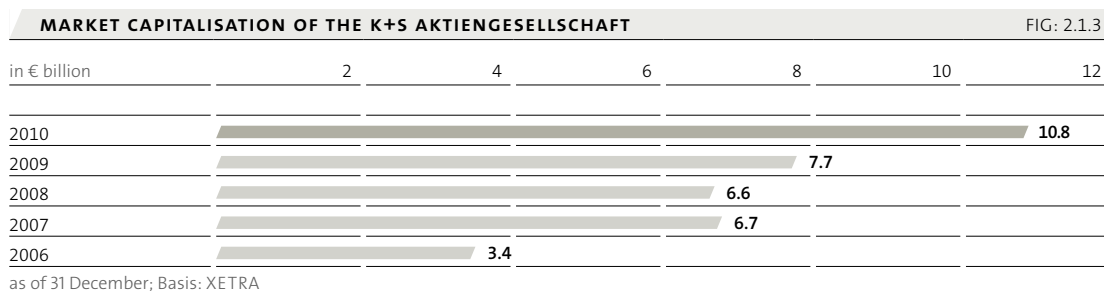 MARKET CAPITALISATION OF THE K+S AKTIENGESELLSCHAFT FIG: 2.1.3
in € billion 2 4 6 8 10 12
2010 10.8
2009 7.7
2008 6.6
2007 6.7
2006 3.4
as of 31 December; Basis: XETRA